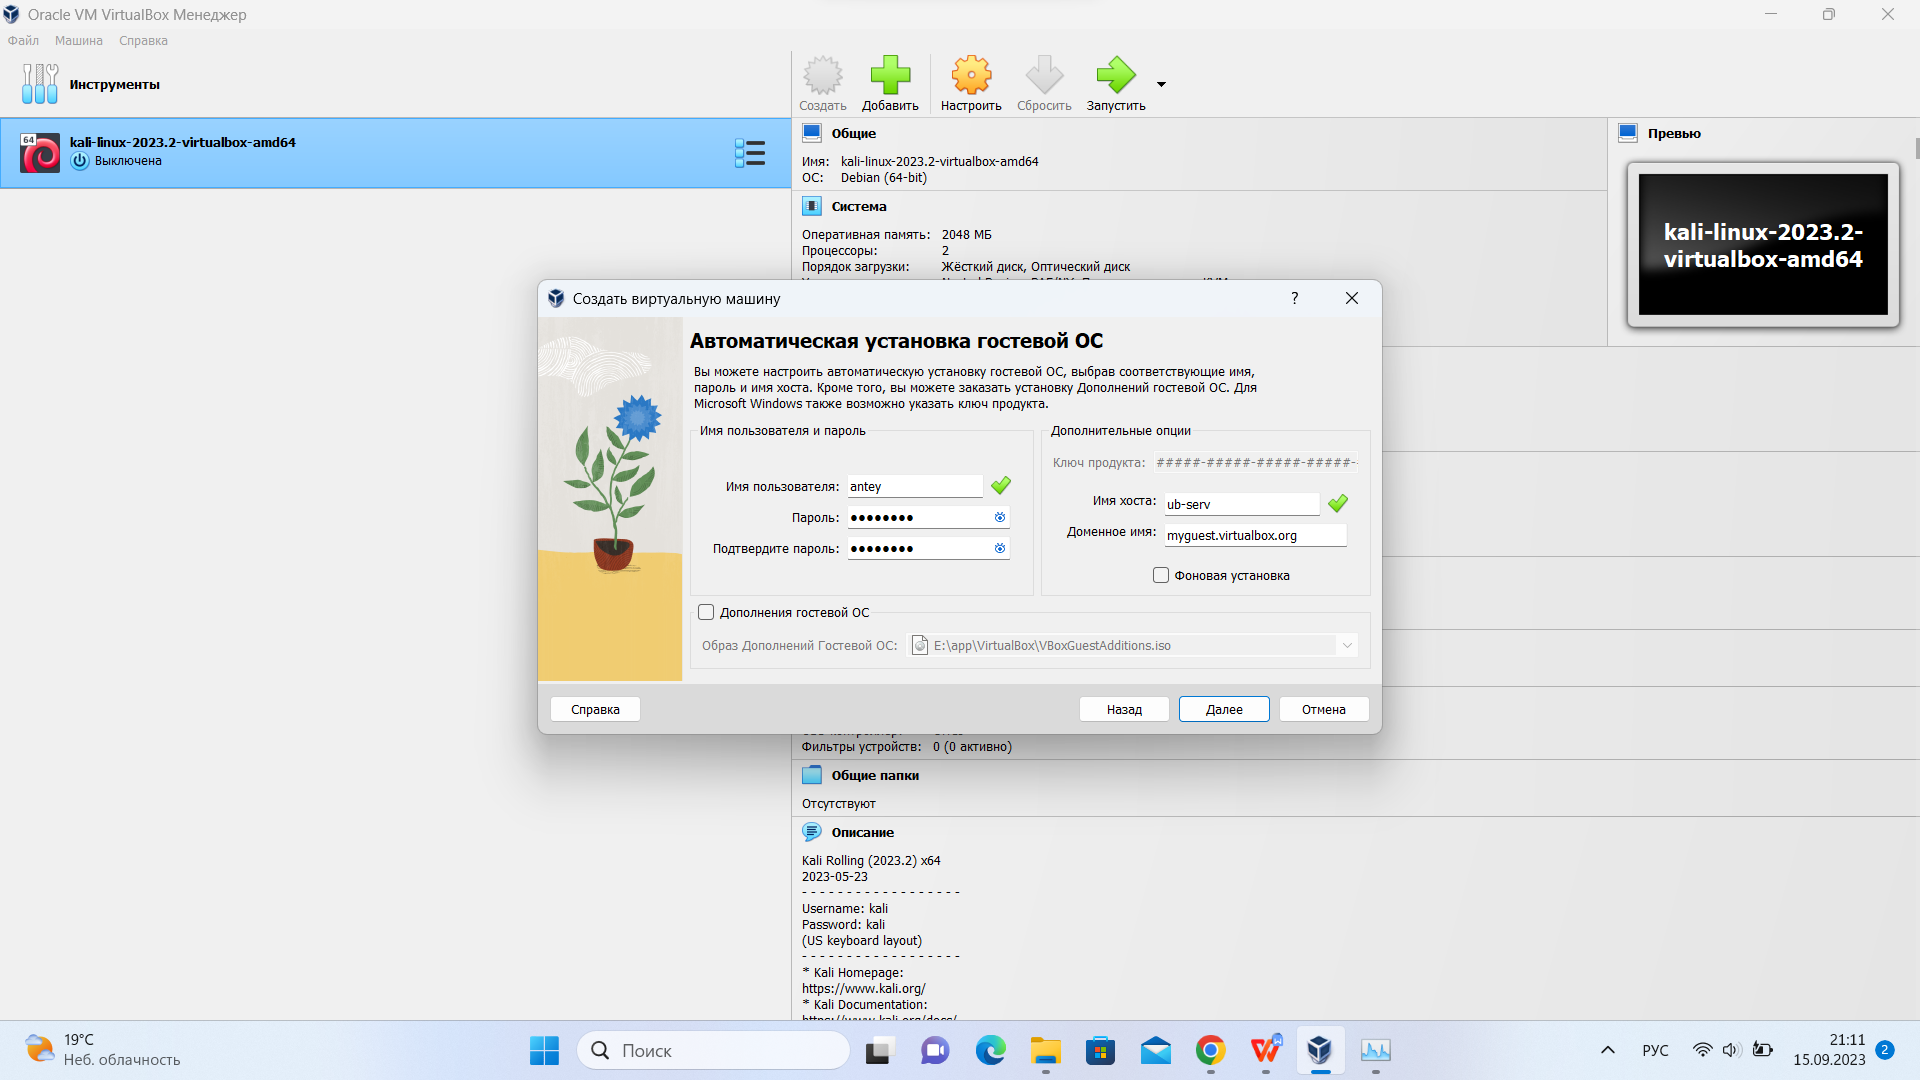 Oracle VM VirtualBox Менеджер
Файл Машина Справка
Инструменты
Создать Добавить Настроить Сбросить Запустить
64
kali-linux-2023.2-virtualbox-amd64
Выключена
Общие
Имя: kali-linux-2023.2-virtualbox-amd64
ОС: Debian (64-bit)
Система
Оперативная память: 2048 МБ
Процессоры: 2
Порядок загрузки: Жёсткий диск, Оптический диск
Превью
kali-linux-2023.2-
virtualbox-amd64
Создать виртуальную машину
?
Автоматическая установка гостевой ОС
Вы можете настроить автоматическую установку гостевой ОС, выбрав соответствующие имя,
пароль и имя хоста. Кроме того, вы можете заказать установку Дополнений гостевой ОС. Для
Microsoft Windows также возможно указать ключ продукта.
Имя пользователя и пароль
Имя пользователя: antey
Пароль: ●●●●●●●●
Подтвердите пароль: ●●●●●●●●
Дополнительные опции
Ключ продукта: #####-#####-#####-#####-
Имя хоста: ub-serv
Доменное имя: myguest.virtualbox.org
Фоновая установка
Дополнения гостевой ОС
Образ Дополнений Гостевой ОС: E:\app\VirtualBox\VBoxGuestAdditions.iso
Справка Назад Далее Отмена
Фильтры устройств: 0 (0 активно)
Общие папки
Отсутствуют
Описание
Kali Rolling (2023.2) x64
2023-05-23
- - - - - - - - - - - - - - - - - -
Username: kali
Password: kali
(US keyboard layout)
- - - - - - - - - - - - - - - - - -
* Kali Homepage:
https://www.kali.org/
* Kali Documentation:
https://www.kali.org/docs/
19°C
Неб. облачность
Поиск
РУС
21:11
15.09.2023
2